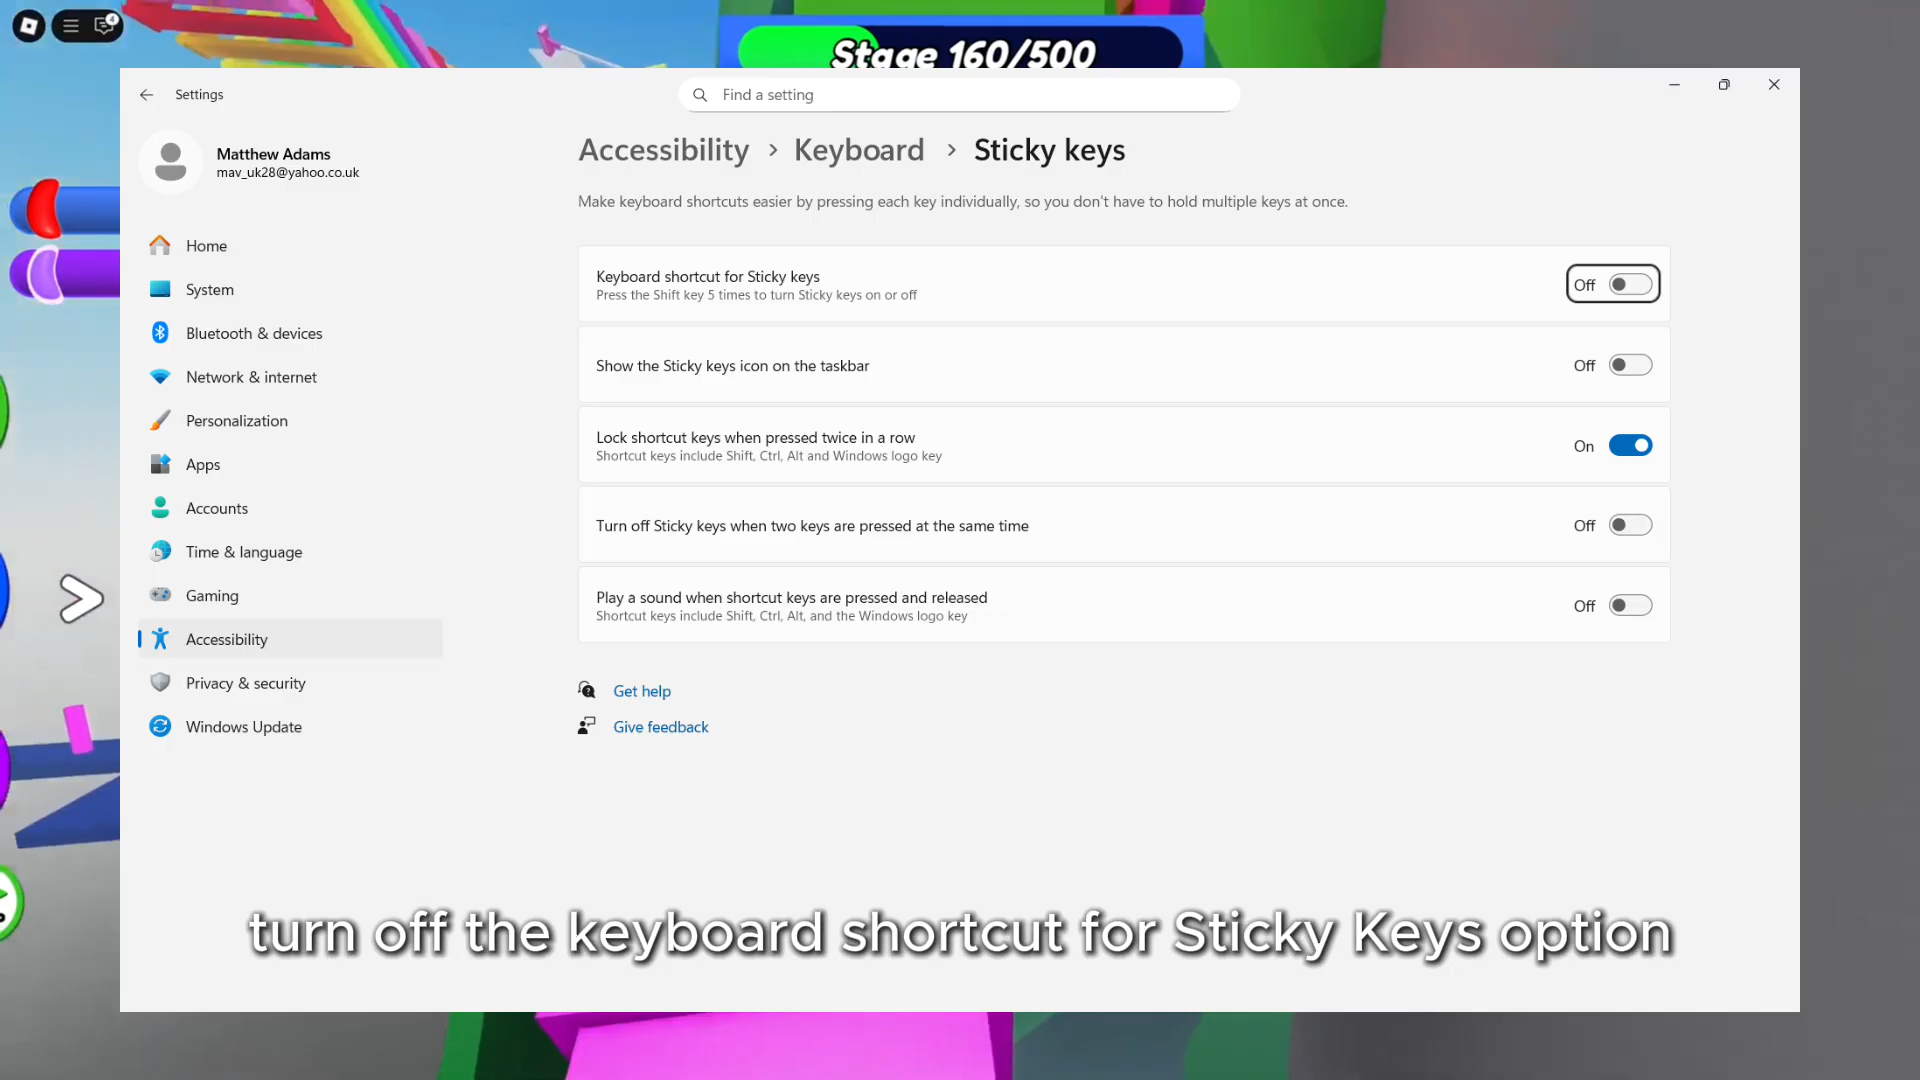 4
Stage 160/500
Settings
Find a setting
Matthew Adams
mav_uk28@yahoo.co.uk
Accessibility > Keyboard > Sticky keys
Make keyboard shortcuts easier by pressing each key individually, so you don't have to hold multiple keys at once.
Home
System
Bluetooth & devices
Network & internet
Personalization
Apps
Accounts
Time & language
Gaming
Accessibility
Privacy & security
Windows Update
Keyboard shortcut for Sticky keys
Press the Shift key 5 times to turn Sticky keys on or off
Off
Show the Sticky keys icon on the taskbar
Off
Lock shortcut keys when pressed twice in a row
Shortcut keys include Shift, Ctrl, Alt and Windows logo key
On
Turn off Sticky keys when two keys are pressed at the same time
Off
Play a sound when shortcut keys are pressed and released
Shortcut keys include Shift, Ctrl, Alt, and the Windows logo key
Off
Get help
Give feedback
turn off the keyboard shortcut for Sticky Keys option